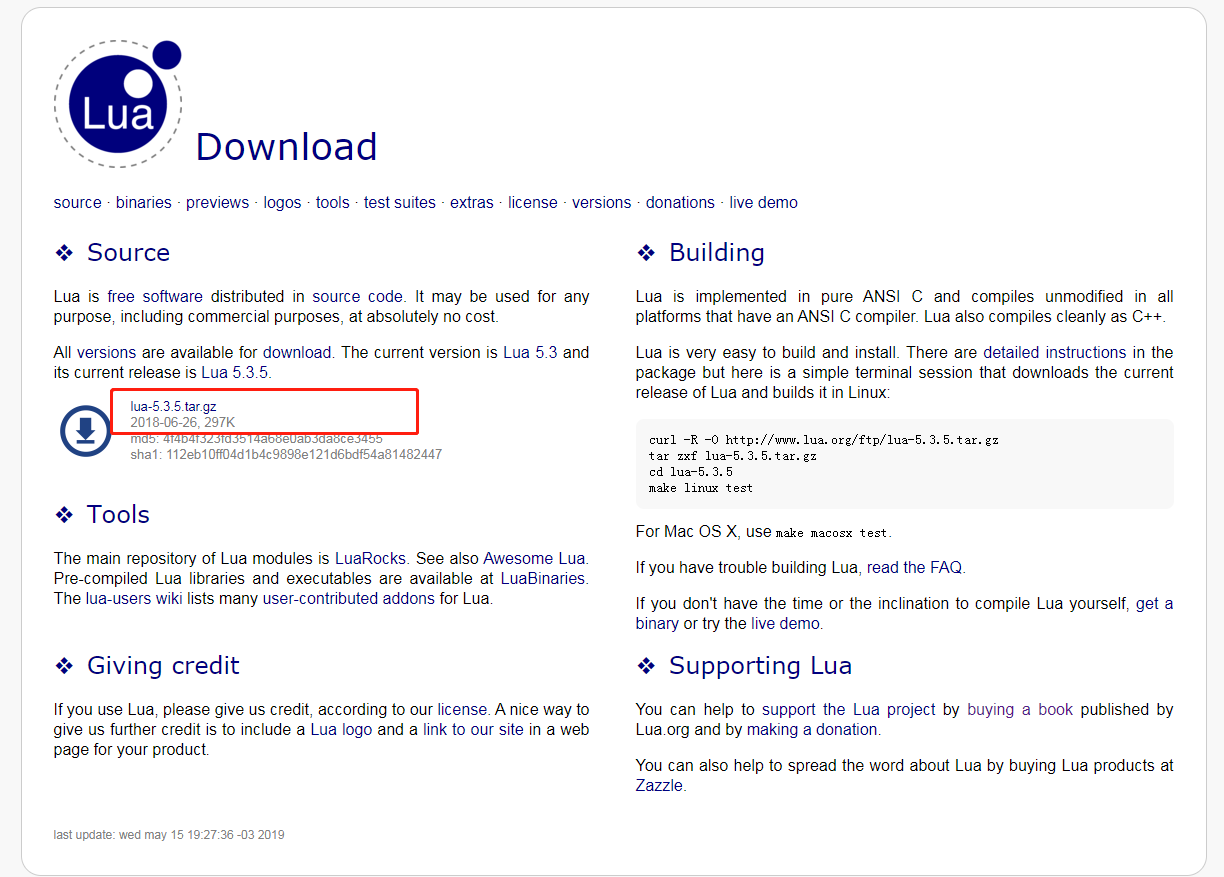 Lua
Download
source · binaries · previews · logos · tools · test suites · extras · license · versions · donations · live demo
❖ Source
Lua is free software distributed in source code. It may be used for any
purpose, including commercial purposes, at absolutely no cost.
All versions are available for download. The current version is Lua 5.3 and
its current release is Lua 5.3.5.
lua-5.3.5.tar.gz
2018-06-26, 297K
md5: 4f4b4f323fd3514a68e0ab3da8ce3455
sha1: 112eb10ff04d1b4c9898e121d6bdf54a81482447
❖ Tools
The main repository of Lua modules is LuaRocks. See also Awesome Lua.
Pre-compiled Lua libraries and executables are available at LuaBinaries.
The lua-users wiki lists many user-contributed addons for Lua.
❖ Giving credit
If you use Lua, please give us credit, according to our license. A nice way to
give us further credit is to include a Lua logo and a link to our site in a web
page for your product.
❖ Building
Lua is implemented in pure ANSI C and compiles unmodified in all
platforms that have an ANSI C compiler. Lua also compiles cleanly as C++.
Lua is very easy to build and install. There are detailed instructions in the
package but here is a simple terminal session that downloads the current
release of Lua and builds it in Linux:
curl -R -O http://www.lua.org/ftp/lua-5.3.5.tar.gz
tar zxf lua-5.3.5.tar.gz
cd lua-5.3.5
make linux test
For Mac OS X, use make macosx test.
If you have trouble building Lua, read the FAQ.
If you don't have the time or the inclination to compile Lua yourself, get a
binary or try the live demo.
❖ Supporting Lua
You can help to support the Lua project by buying a book published by
Lua.org and by making a donation.
You can also help to spread the word about Lua by buying Lua products at
Zazzle.
last update: wed may 15 19:27:36 -03 2019